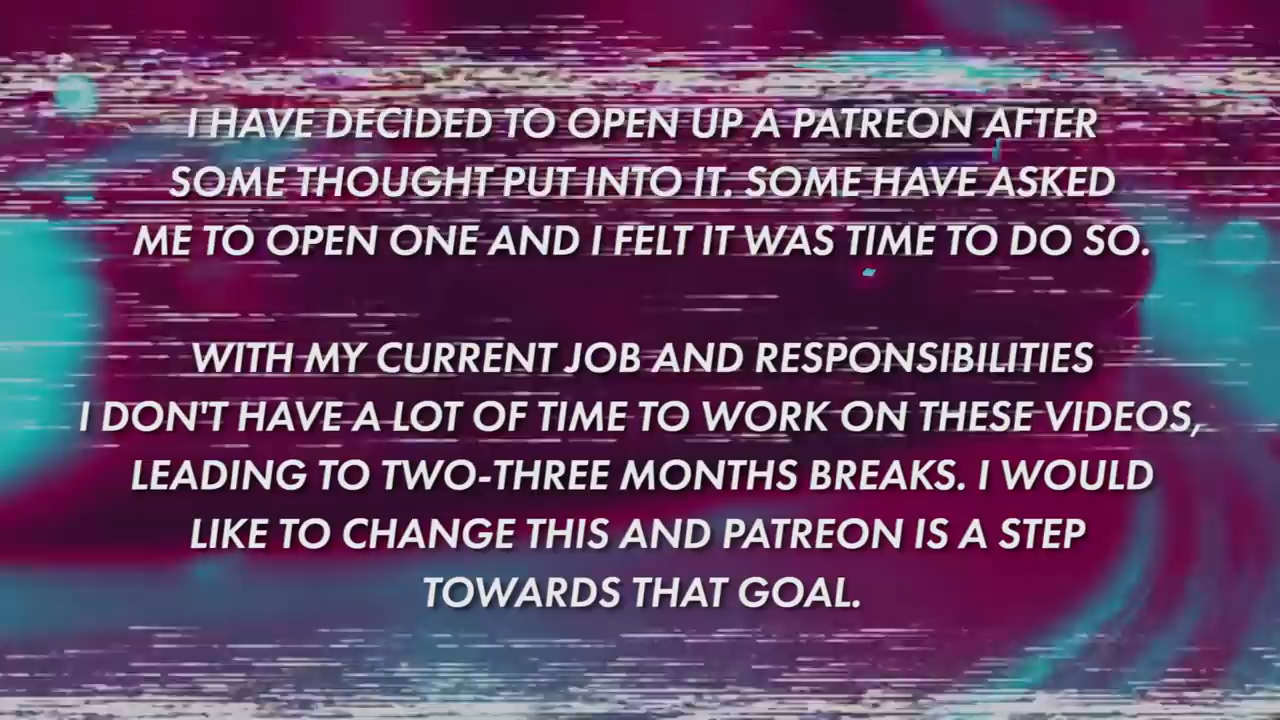 I HAVE DECIDED TO OPEN UP A PATREON AFTER
SOME THOUGHT PUT INTO IT. SOME HAVE ASKED
ME TO OPEN ONE AND I FELT IT WAS TIME TO DO SO.
WITH MY CURRENT JOB AND RESPONSIBILITIES
I DON'T HAVE A LOT OF TIME TO WORK ON THESE VIDEOS,
LEADING TO TWO-THREE MONTHS BREAKS. I WOULD
LIKE TO CHANGE THIS AND PATREON IS A STEP
TOWARDS THAT GOAL.